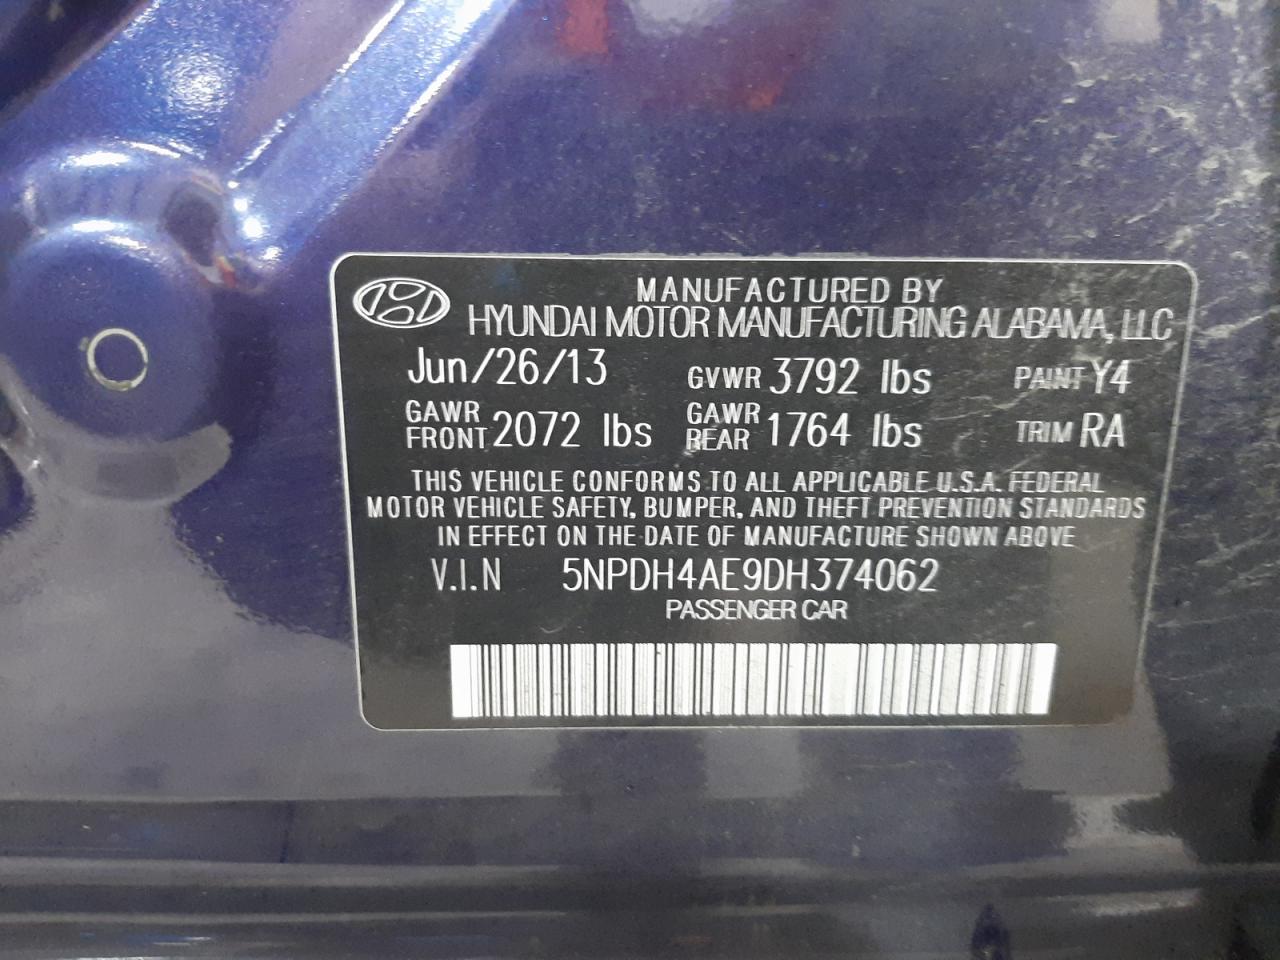 MANUFACTURED BY
HYUNDAI MOTOR MANUFACTURING ALABAMA, LLC
Jun/26/13 GVWR 3792 lbs PAINT Y4
GAWR FRONT 2072 lbs GAWR REAR 1764 lbs TRIM RA
THIS VEHICLE CONFORMS TO ALL APPLICABLE U.S.A. FEDERAL
MOTOR VEHICLE SAFETY, BUMPER, AND THEFT PREVENTION STANDARDS
IN EFFECT ON THE DATE OF MANUFACTURE SHOWN ABOVE
V.I.N 5NPDH4AE9DH374062
PASSENGER CAR